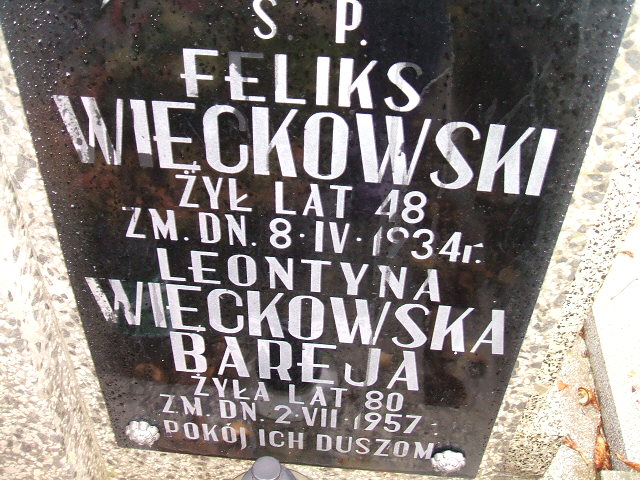 Ś. P.
FELIKS
WIĘCKOWSKI
ŻYŁ LAT 48
ZM. DN. 8·IV·1934r.
LEONTYNA
WIĘCKOWSKA
BAREJA
ŻYŁA LAT 80
ZM. DN. 2·VII·1957
POKÓJ ICH DUSZOM